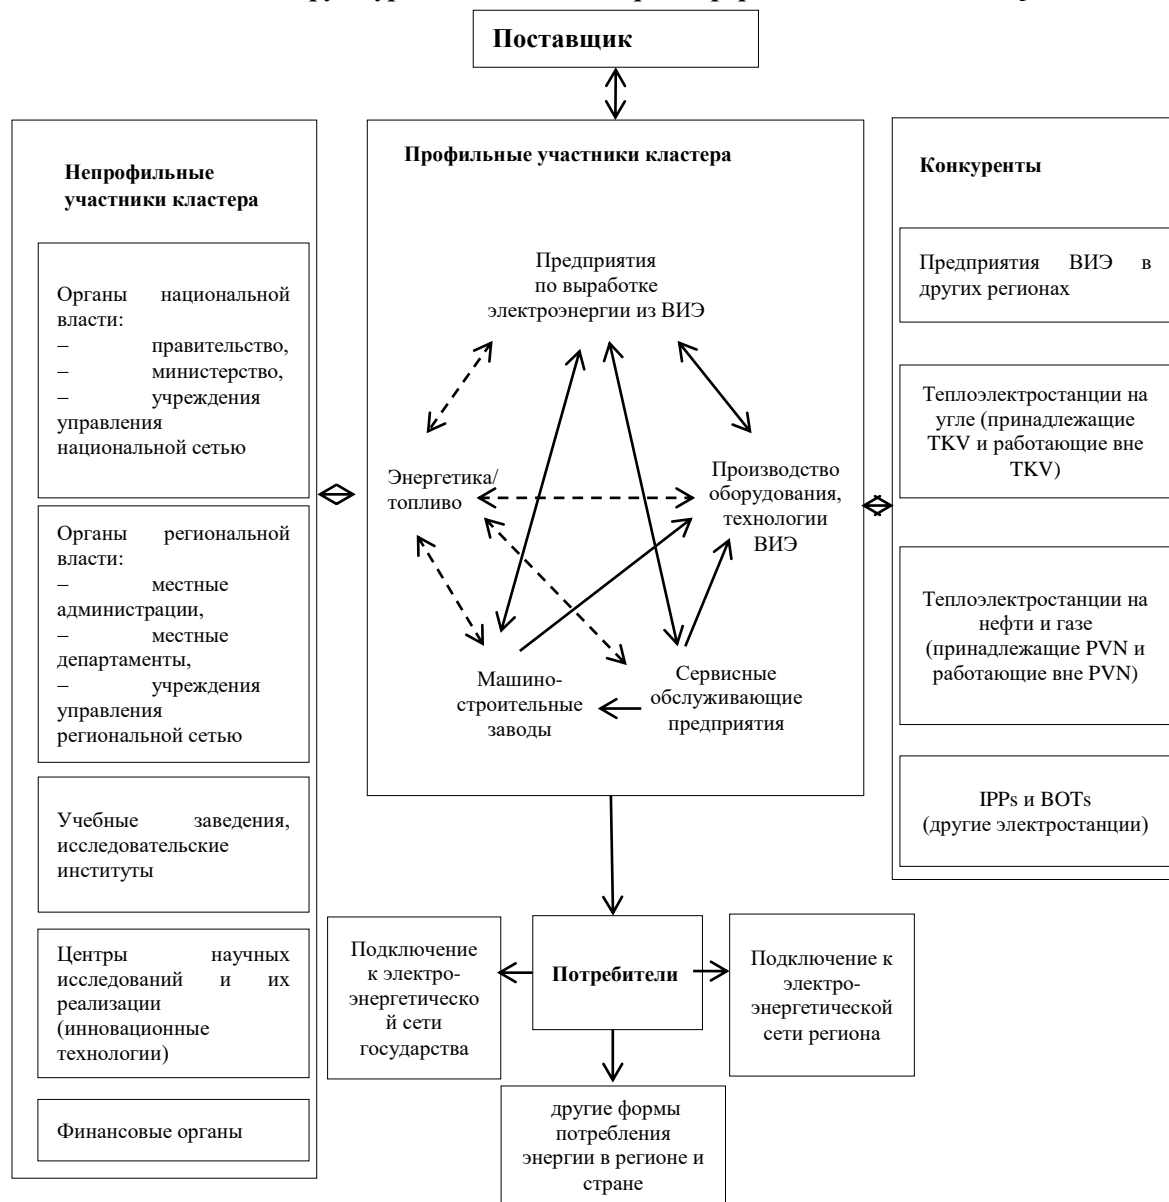 Поставщик
Непрофильные
участники кластера
Органы национальной
власти:
– правительство,
– министерство,
– учреждения
управления
национальной сетью
Органы региональной
власти:
– местные
администрации,
– местные
департаменты,
– учреждения
управления
региональной сетью
Учебные заведения,
исследовательские
институты
Центры научных
исследований и их
реализации
(инновационные
технологии)
Финансовые органы
Профильные участники кластера
Предприятия
по выработке
электроэнергии из ВИЭ
Энергетика/
топливо
Производство
оборудования,
технологии
ВИЭ
Машино-
строительные
заводы
Сервисные
обслуживающие
предприятия
Конкуренты
Предприятия ВИЭ в
других регионах
Теплоэлектростанции на
угле (принадлежащие
TKV и работающие вне
TKV)
Теплоэлектростанции на
нефти и газе
(принадлежащие PVN и
работающие вне PVN)
IPPs и BOTs
(другие электростанции)
Подключение
к электро-
энергетическо
й сети
государства
Потребители
Подключение к
электро-
энергетической
сети региона
другие формы
потребления
энергии в регионе и
стране